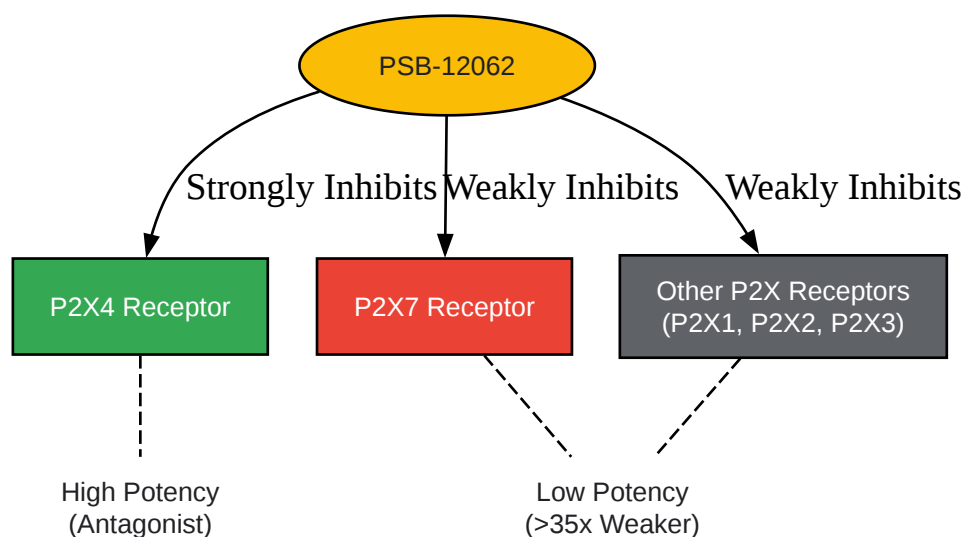 PSB-12062
Strongly Inhibits
Weakly Inhibits
Weakly Inhibits
P2X4 Receptor
P2X7 Receptor
Other P2X Receptors
(P2X1, P2X2, P2X3)
High Potency
(Antagonist)
Low Potency
(>35x Weaker)